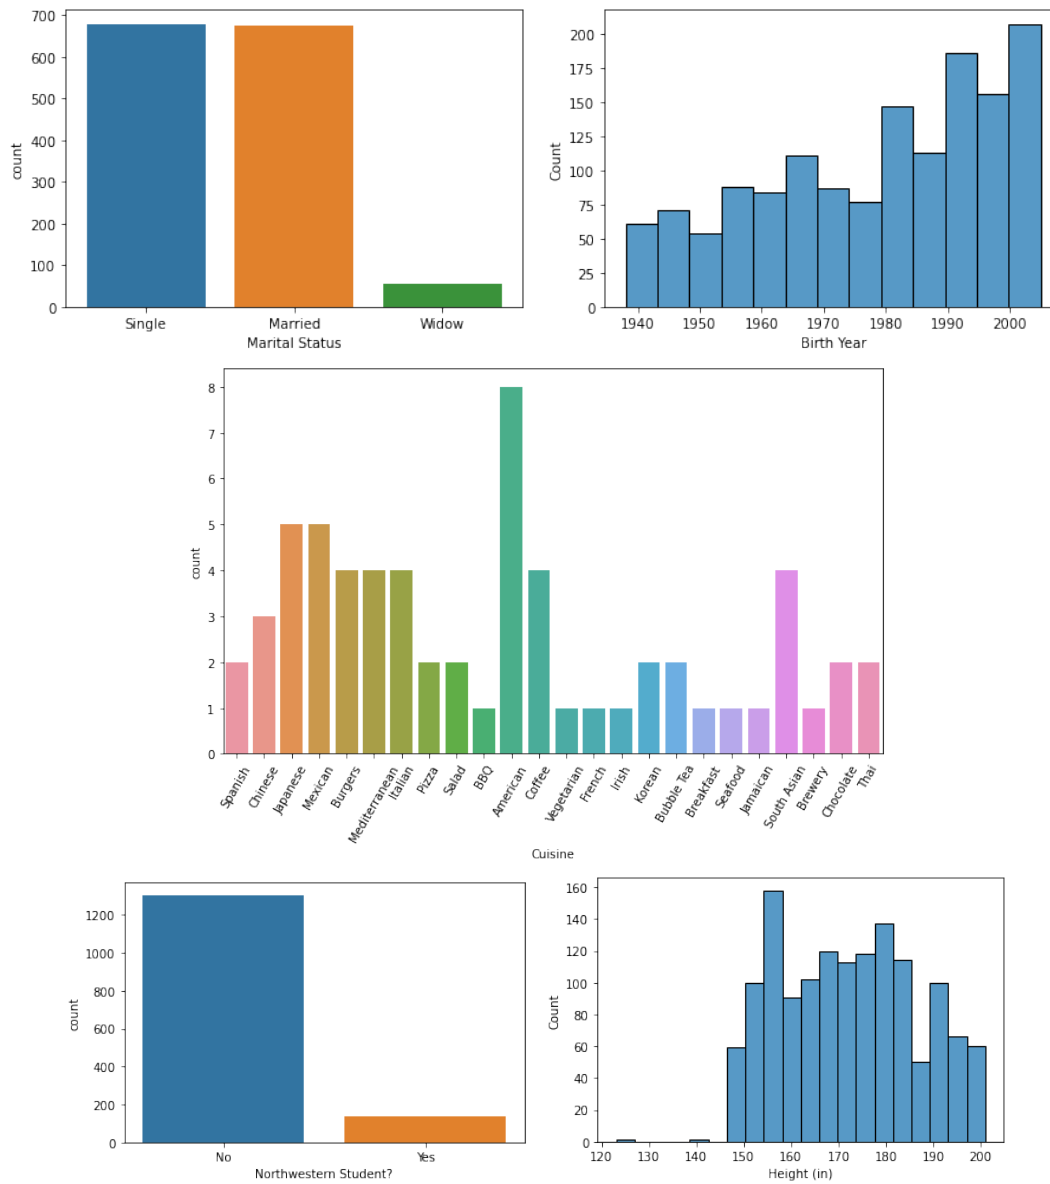 700
600
500
400
300
200
100
0
count
Single Married Widow
Marital Status
200
175
150
125
100
75
50
25
0
Count
1940 1950 1960 1970 1980 1990 2000
Birth Year
8
7
6
5
4
3
2
1
0
count
Spanish
Chinese
Japanese
Mexican
Burgers
Mediterranean
Italian
Pizza
Salad
BBQ
American
Coffee
Vegetarian
French
Irish
Korean
Bubble Tea
Breakfast
Seafood
Jamaican
South Asian
Brewery
Chocolate
Thai
Cuisine
1200
1000
800
600
400
200
0
count
No Yes
Northwestern Student?
160
140
120
100
80
60
40
20
0
Count
120 130 140 150 160 170 180 190 200
Height (in)